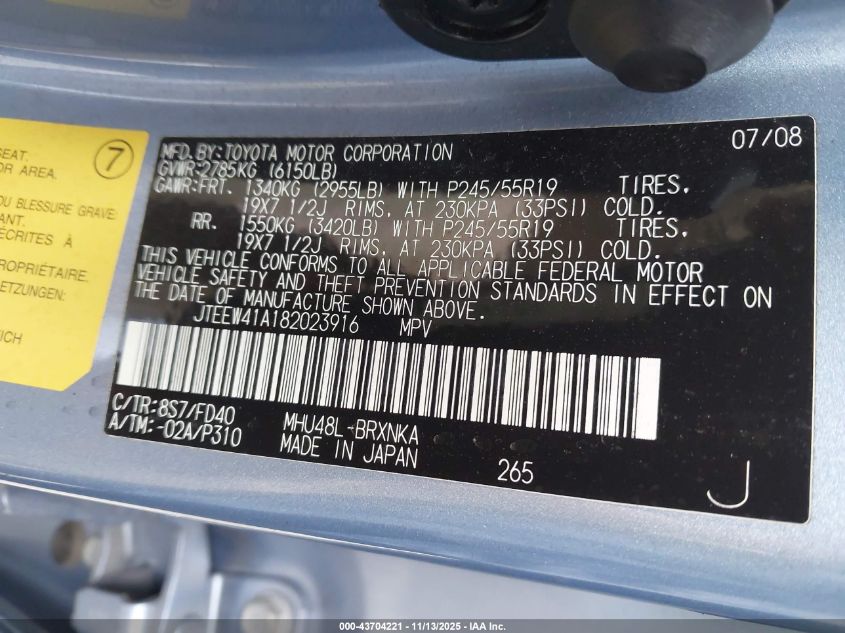 07/08
MFD.BY:TOYOTA MOTOR CORPORATION
GVWR:2785KG (6150LB)
GAWR:FRT. 1340KG (2955LB) WITH P245/55R19 TIRES.
19X7 1/2J RIMS, AT 230KPA (33PSI) COLD.
RR. 1550KG (3420LB) WITH P245/55R19 TIRES.
19X7 1/2J RIMS, AT 230KPA (33PSI) COLD.
THIS VEHICLE CONFORMS TO ALL APPLICABLE FEDERAL MOTOR
VEHICLE SAFETY AND THEFT PREVENTION STANDARDS IN EFFECT ON
THE DATE OF MANUFACTURE SHOWN ABOVE.
JTEEW41A182023916 MPV
C/TR:8S7/FD40 MHU48L-BRXNKA
A/TM:-02A/P310 MADE IN JAPAN 265
J
7
SEAT.
OR AREA.
OU BLESSURE GRAVE
ANT.
ÉCRITES À
PROPRIÉTAIRE.
ETZUNGEN:
ICH
000-43704221 - 11/13/2025 - IAA Inc.